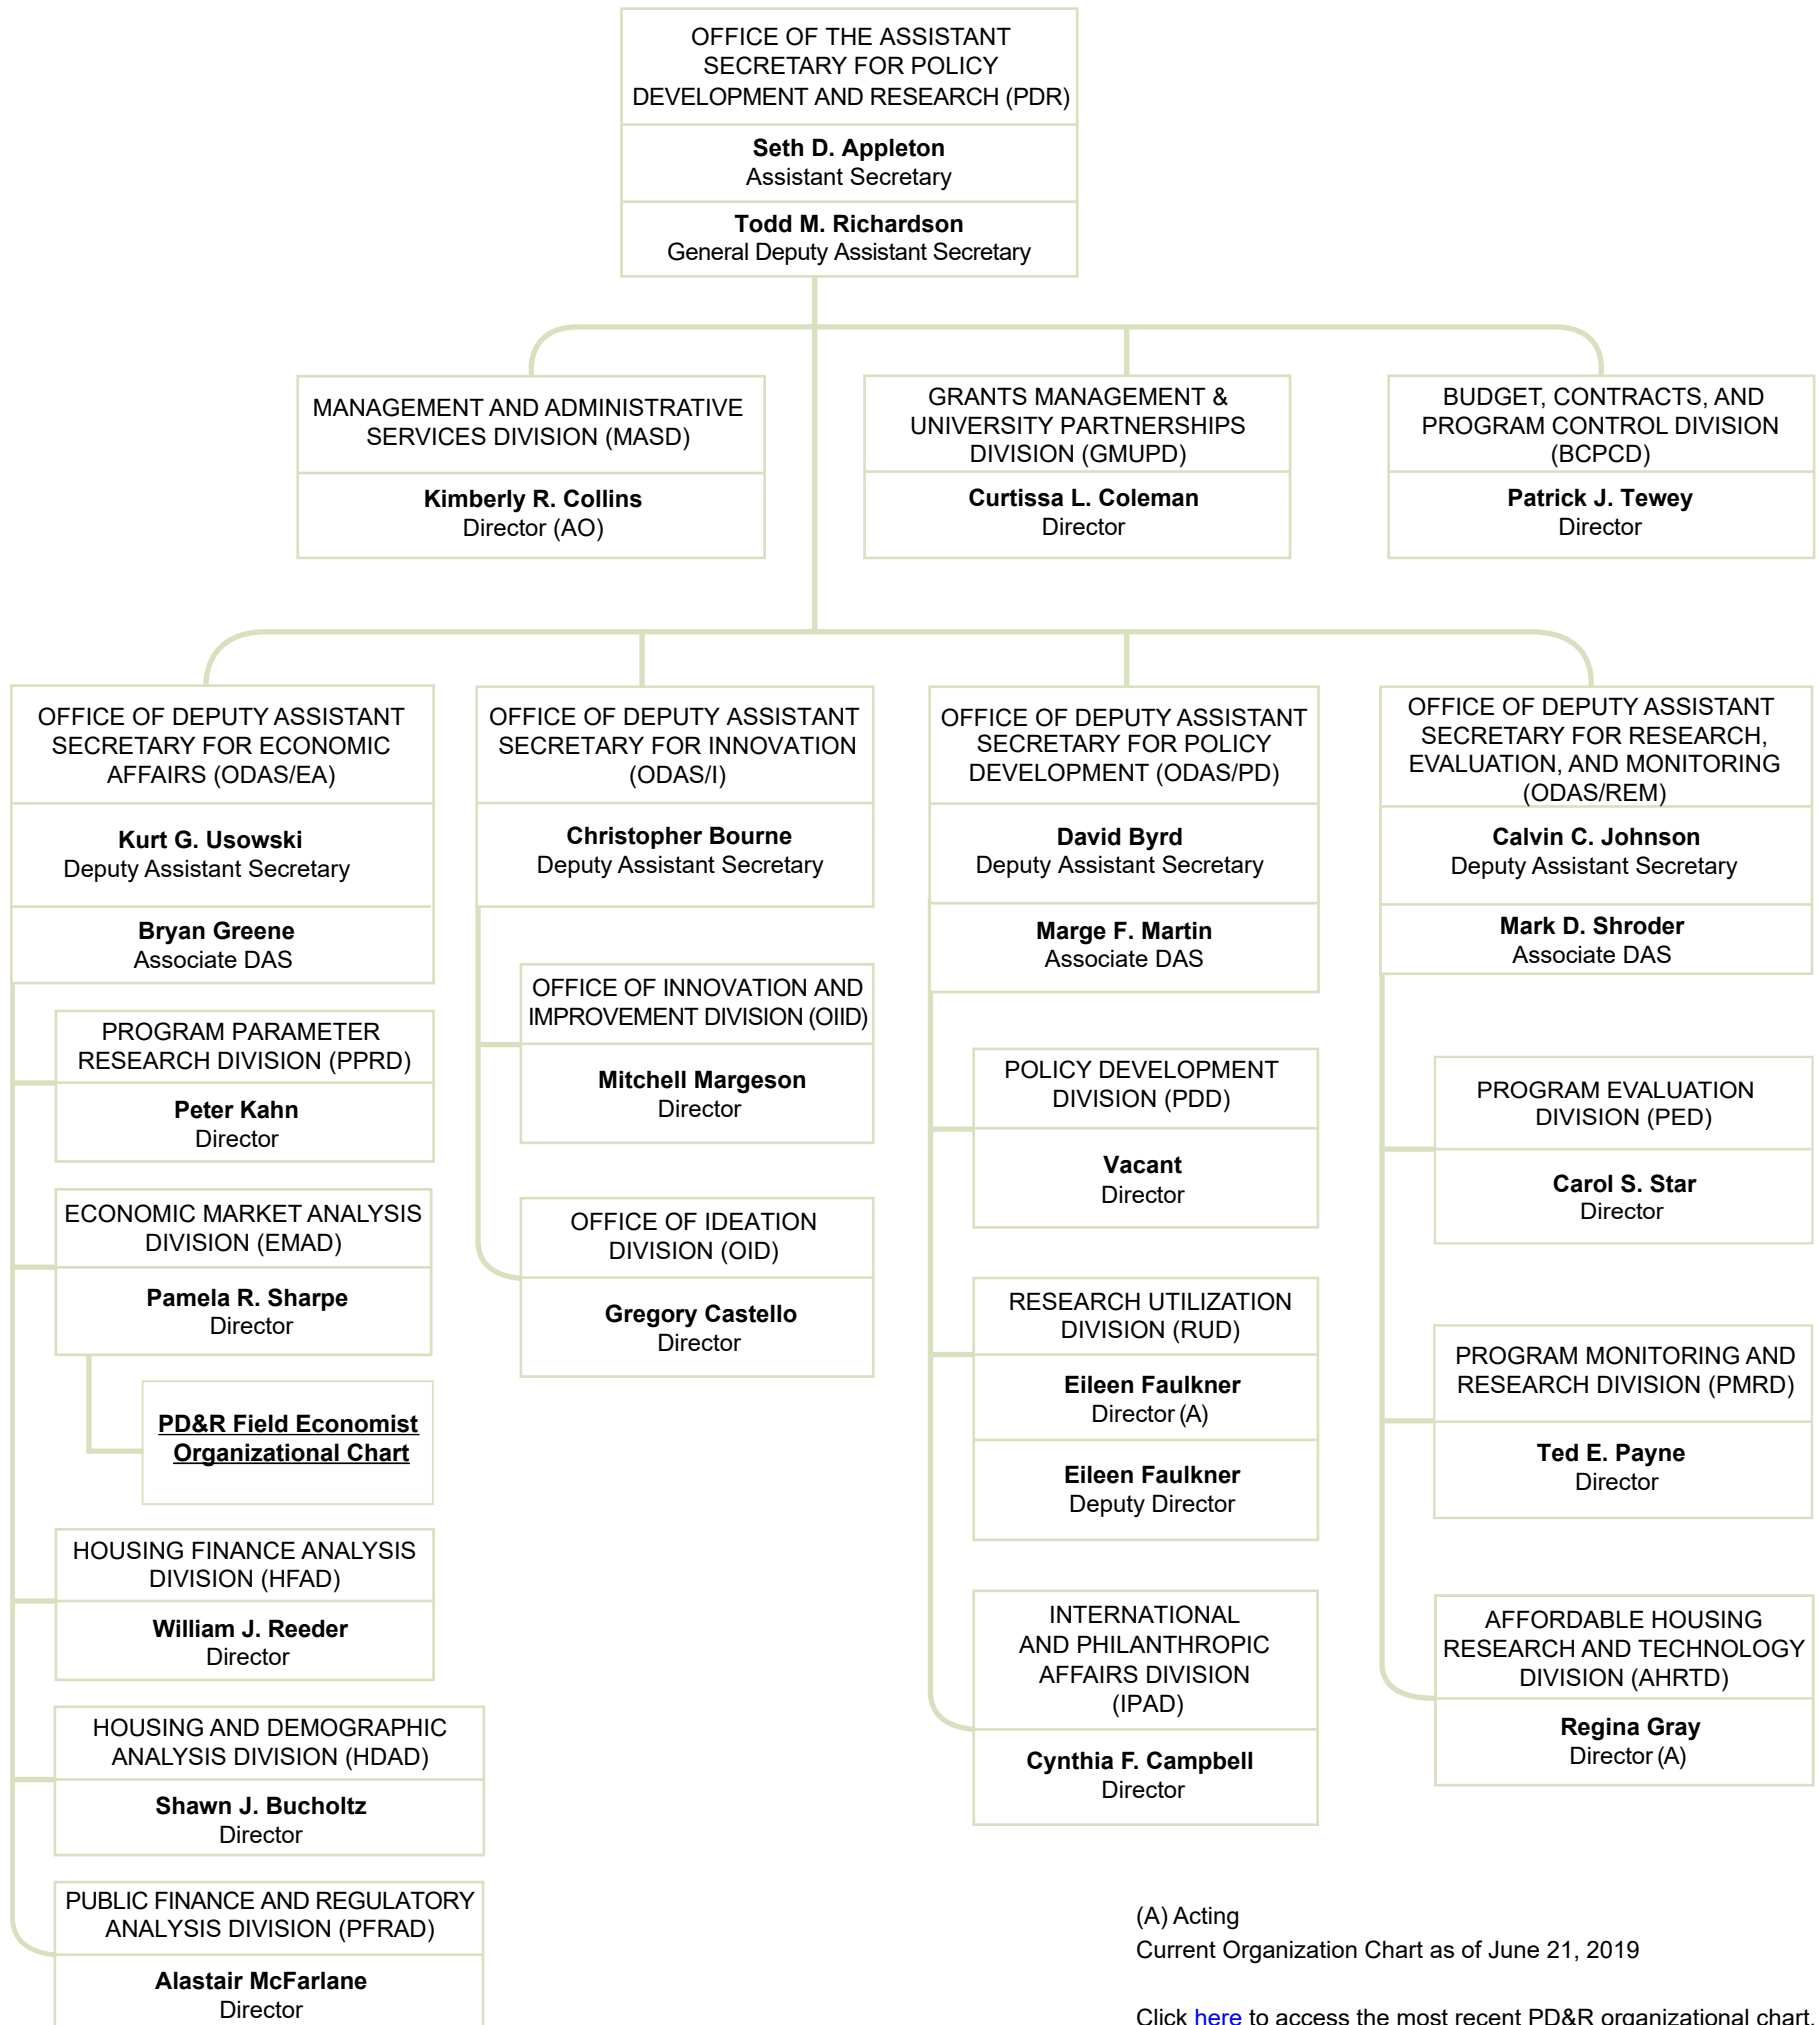 OFFICE OF THE ASSISTANT
SECRETARY FOR POLICY
DEVELOPMENT AND RESEARCH (PDR)
Seth D. Appleton
Assistant Secretary
Todd M. Richardson
General Deputy Assistant Secretary
MANAGEMENT AND ADMINISTRATIVE
SERVICES DIVISION (MASD)
Kimberly R. Collins
Director (AO)
GRANTS MANAGEMENT &
UNIVERSITY PARTNERSHIPS
DIVISION (GMUPD)
Curtissa L. Coleman
Director
BUDGET, CONTRACTS, AND
PROGRAM CONTROL DIVISION
(BCPCD)
Patrick J. Tewey
Director
OFFICE OF DEPUTY ASSISTANT
SECRETARY FOR ECONOMIC
AFFAIRS (ODAS/EA)
Kurt G. Usowski
Deputy Assistant Secretary
Bryan Greene
Associate DAS
PROGRAM PARAMETER
RESEARCH DIVISION (PPRD)
Peter Kahn
Director
ECONOMIC MARKET ANALYSIS
DIVISION (EMAD)
Pamela R. Sharpe
Director
PD&R Field Economist
Organizational Chart
HOUSING FINANCE ANALYSIS
DIVISION (HFAD)
William J. Reeder
Director
HOUSING AND DEMOGRAPHIC
ANALYSIS DIVISION (HDAD)
Shawn J. Bucholtz
Director
PUBLIC FINANCE AND REGULATORY
ANALYSIS DIVISION (PFRAD)
Alastair McFarlane
Director
OFFICE OF DEPUTY ASSISTANT
SECRETARY FOR INNOVATION
(ODAS/I)
Christopher Bourne
Deputy Assistant Secretary
OFFICE OF INNOVATION AND
IMPROVEMENT DIVISION (OIID)
Mitchell Margeson
Director
OFFICE OF IDEATION
DIVISION (OID)
Gregory Castello
Director
OFFICE OF DEPUTY ASSISTANT
SECRETARY FOR POLICY
DEVELOPMENT (ODAS/PD)
David Byrd
Deputy Assistant Secretary
Marge F. Martin
Associate DAS
POLICY DEVELOPMENT
DIVISION (PDD)
Vacant
Director
RESEARCH UTILIZATION
DIVISION (RUD)
Eileen Faulkner
Director (A)
Eileen Faulkner
Deputy Director
INTERNATIONAL
AND PHILANTHROPIC
AFFAIRS DIVISION
(IPAD)
Cynthia F. Campbell
Director
OFFICE OF DEPUTY ASSISTANT
SECRETARY FOR RESEARCH,
EVALUATION, AND MONITORING
(ODAS/REM)
Calvin C. Johnson
Deputy Assistant Secretary
Mark D. Shroder
Associate DAS
PROGRAM EVALUATION
DIVISION (PED)
Carol S. Star
Director
PROGRAM MONITORING AND
RESEARCH DIVISION (PMRD)
Ted E. Payne
Director
AFFORDABLE HOUSING
RESEARCH AND TECHNOLOGY
DIVISION (AHRTD)
Regina Gray
Director (A)
(A) Acting
Current Organization Chart as of June 21, 2019
Click here to access the most recent PD&R organizational chart.